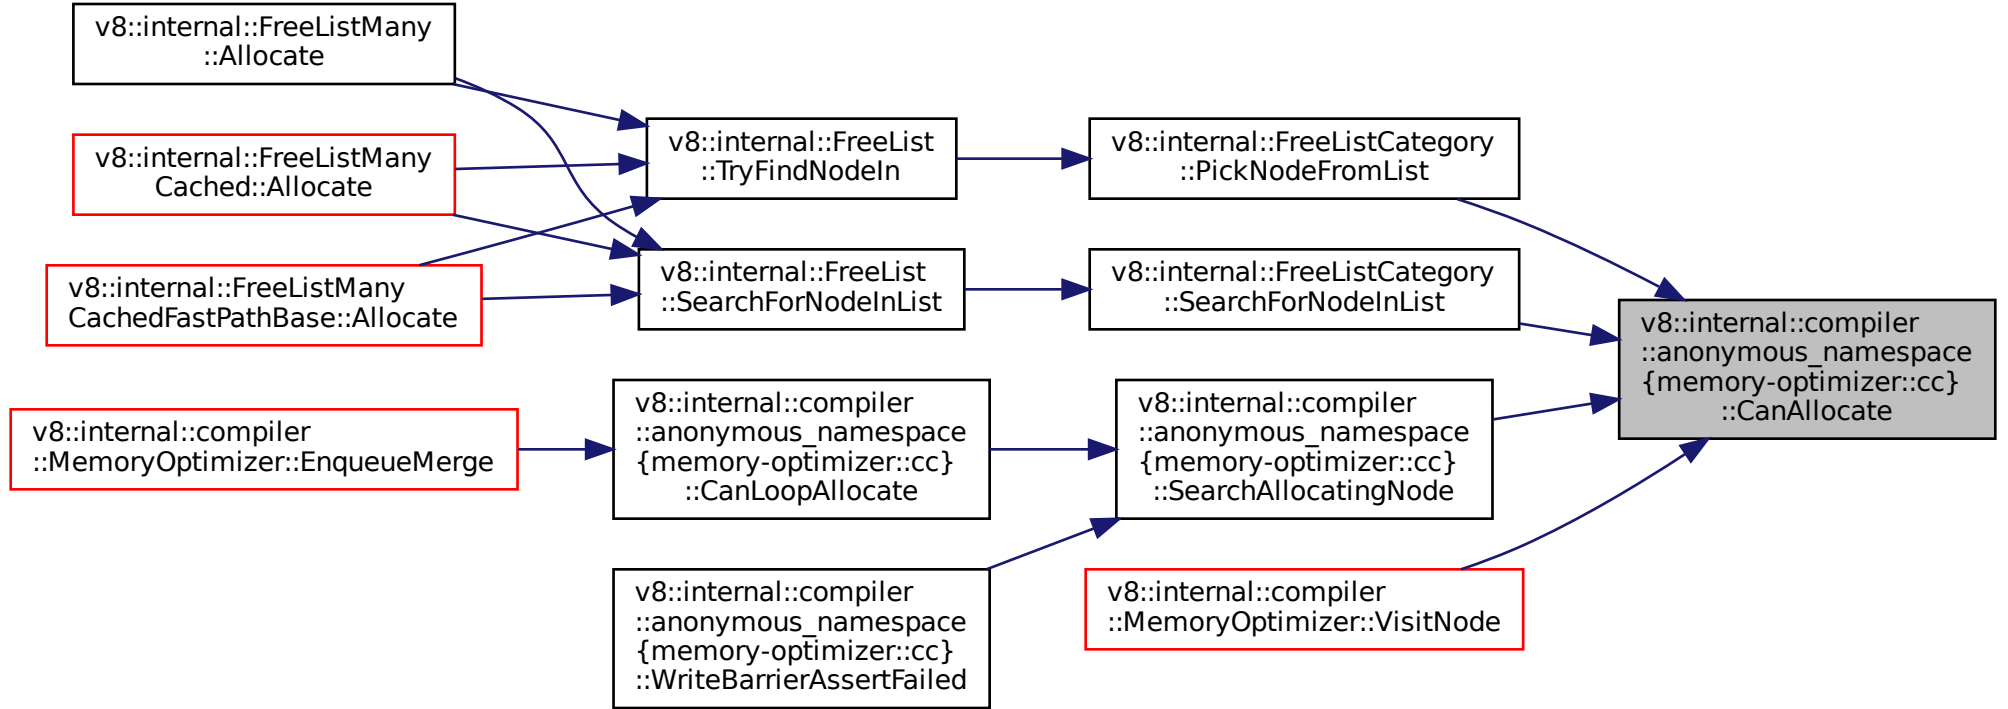 v8::internal::FreeListMany
::Allocate
v8::internal::FreeListMany
Cached::Allocate
v8::internal::FreeListMany
CachedFastPathBase::Allocate
v8::internal::compiler
::MemoryOptimizer::EnqueueMerge
v8::internal::FreeList
::TryFindNodeIn
v8::internal::FreeList
::SearchForNodeInList
v8::internal::compiler
::anonymous_namespace
{memory-optimizer::cc}
::CanLoopAllocate
v8::internal::compiler
::anonymous_namespace
{memory-optimizer::cc}
::WriteBarrierAssertFailed
v8::internal::FreeListCategory
::PickNodeFromList
v8::internal::FreeListCategory
::SearchForNodeInList
v8::internal::compiler
::anonymous_namespace
{memory-optimizer::cc}
::SearchAllocatingNode
v8::internal::compiler
::MemoryOptimizer::VisitNode
v8::internal::compiler
::anonymous_namespace
{memory-optimizer::cc}
::CanAllocate